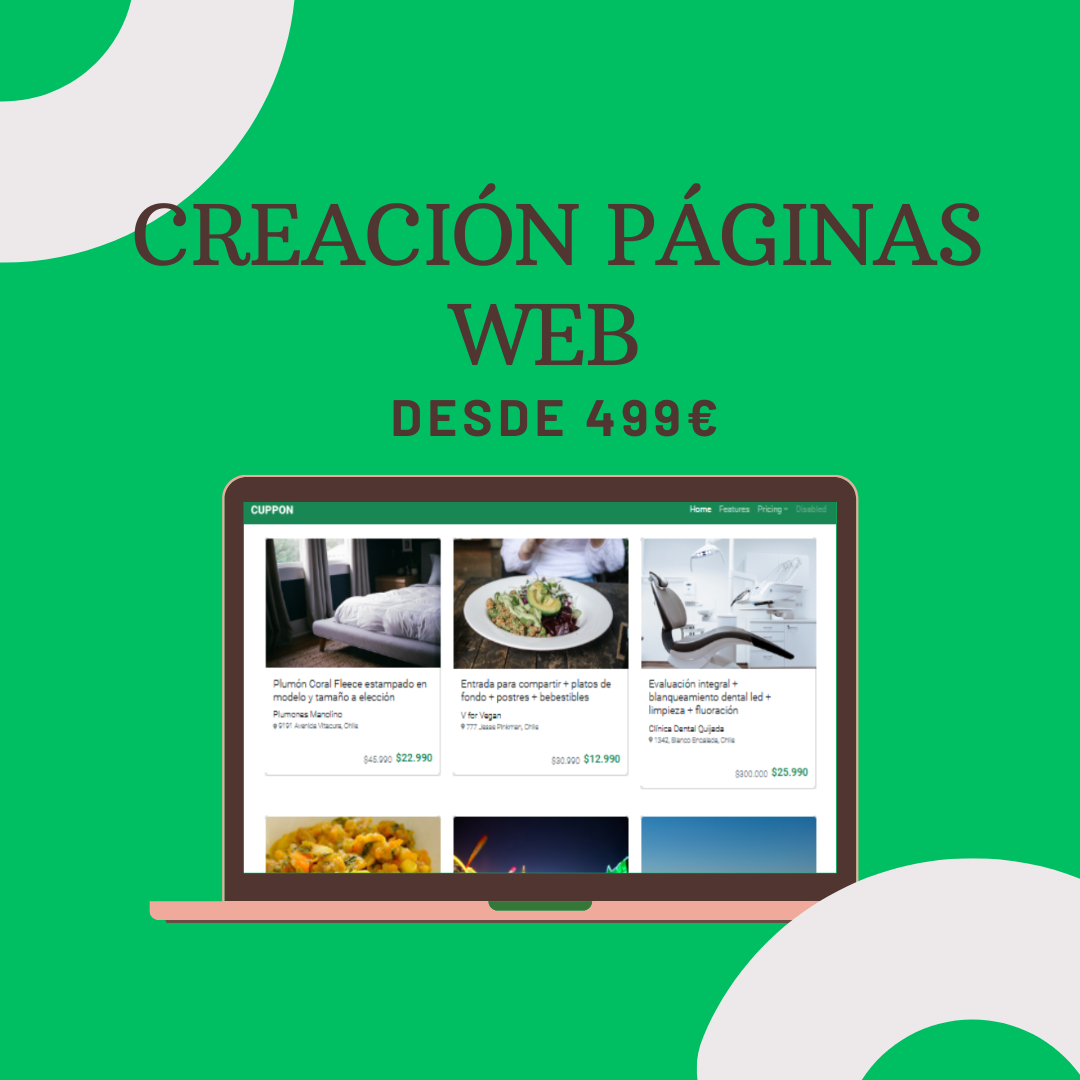 CREACIÓN PÁGINAS
WEB
DESDE 499€
CUPPON
Home Features Pricing Disabled
Plumón Coral Fleece estampado en
modelo y tamaño a elección
Plumones Manolino
9191 Avenida Vitacura, Chile
$45.990 $22.990
Entrada para compartir + platos de
fondo + postres + bebestibles
V for Vegan
777 Jesse Pinkman, Chile
$30.990 $12.990
Evaluación integral +
blanqueamiento dental led +
limpieza + fluoración
Clínica Dental Quijada
1342, Blanco Encalada, Chile
$300.000 $25.990